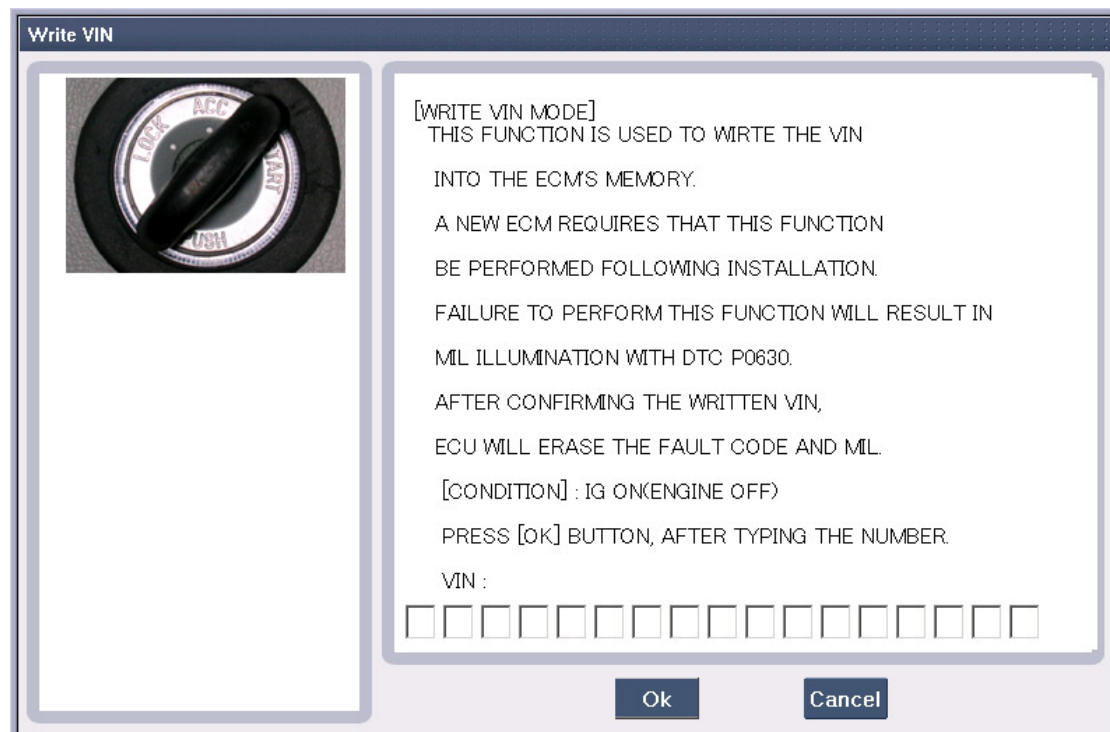 Write VIN
LOCK ACC START
PUSH
[WRITE VIN MODE]
THIS FUNCTION IS USED TO WIRTE THE VIN
INTO THE ECM'S MEMORY.
A NEW ECM REQUIRES THAT THIS FUNCTION
BE PERFORMED FOLLOWING INSTALLATION.
FAILURE TO PERFORM THIS FUNCTION WILL RESULT IN
MIL ILLUMINATION WITH DTC P0630.
AFTER CONFIRMING THE WRITTEN VIN,
ECU WILL ERASE THE FAULT CODE AND MIL.
[CONDITION] : IG ON(ENGINE OFF)
PRESS [OK] BUTTON, AFTER TYPING THE NUMBER.
VIN :
Ok Cancel